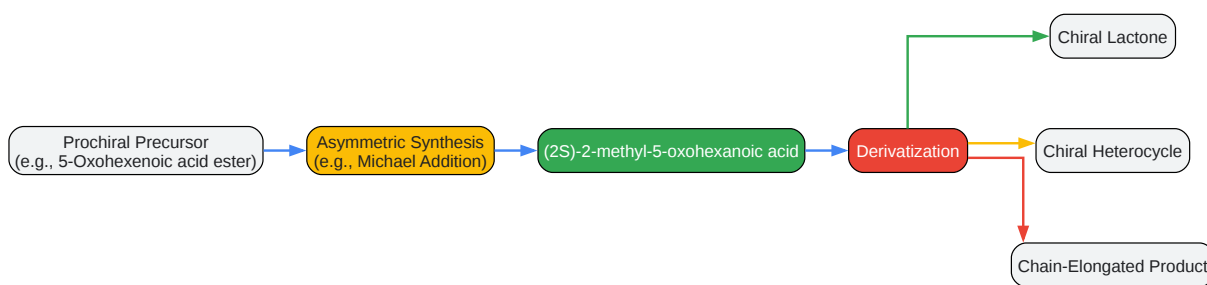 Prochiral Precursor
(e.g., 5-Oxohexenoic acid ester)
Asymmetric Synthesis
(e.g., Michael Addition)
(2S)-2-methyl-5-oxohexanoic acid
Derivatization
Chiral Lactone
Chiral Heterocycle
Chain-Elongated Product